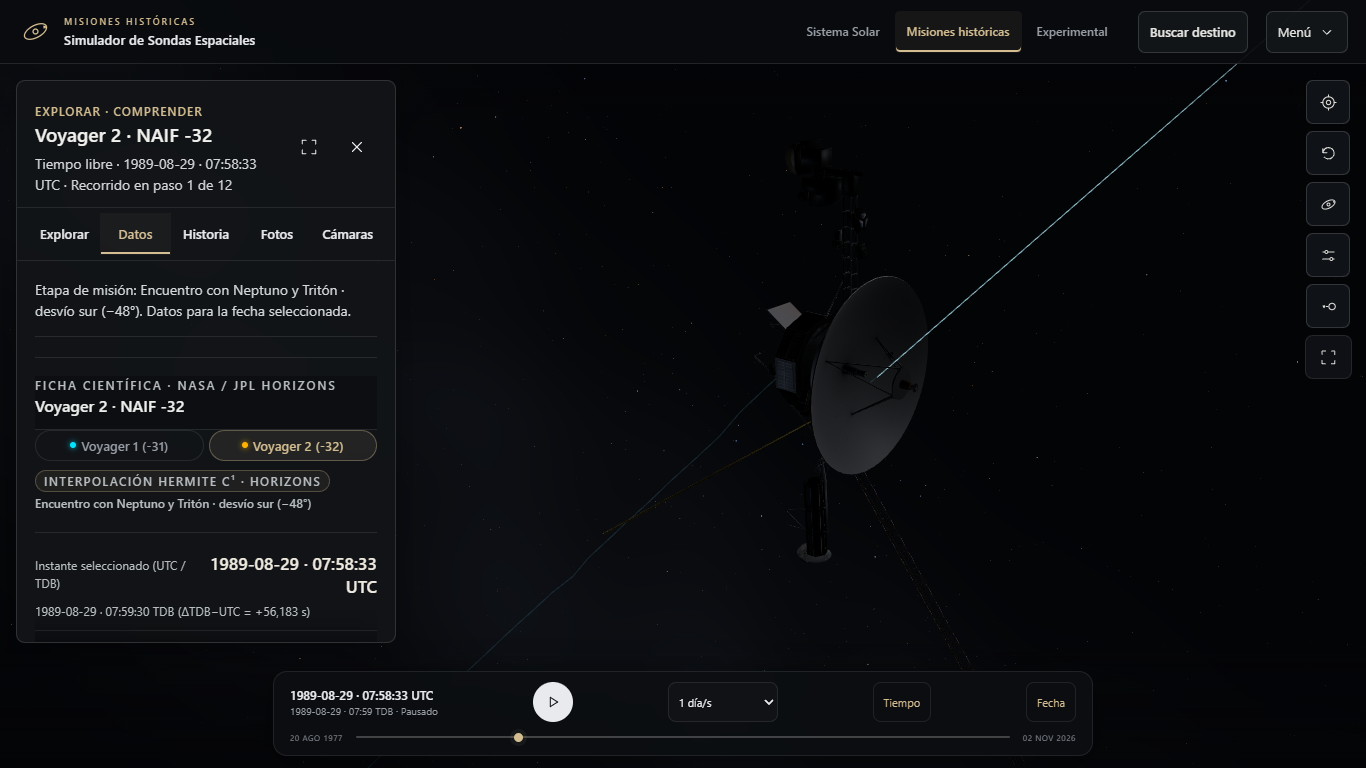 MISIONES HISTÓRICAS
Simulador de Sondas Espaciales
Sistema Solar
Misiones históricas
Experimental
Buscar destino
Menú
EXPLORAR · COMPRENDER
Voyager 2 · NAIF -32
Tiempo libre · 1989-08-29 · 07:58:33
UTC · Recorrido en paso 1 de 12
Explorar
Datos
Historia
Fotos
Cámaras
Etapa de misión: Encuentro con Neptuno y Tritón ·
desvío sur (−48°). Datos para la fecha seleccionada.
FICHA CIENTÍFICA · NASA / JPL HORIZONS
Voyager 2 · NAIF -32
Voyager 1 (-31)
Voyager 2 (-32)
INTERPOLACIÓN HERMITE C¹ · HORIZONS
Encuentro con Neptuno y Tritón · desvío sur (−48°)
Instante seleccionado (UTC /
TDB)
1989-08-29 · 07:58:33
UTC
1989-08-29 · 07:59:30 TDB (ΔTDB−UTC = +56,183 s)
1989-08-29 · 07:58:33 UTC
1989-08-29 · 07:59 TDB · Pausado
1 día/s
Tiempo
Fecha
20 AGO 1977
02 NOV 2026